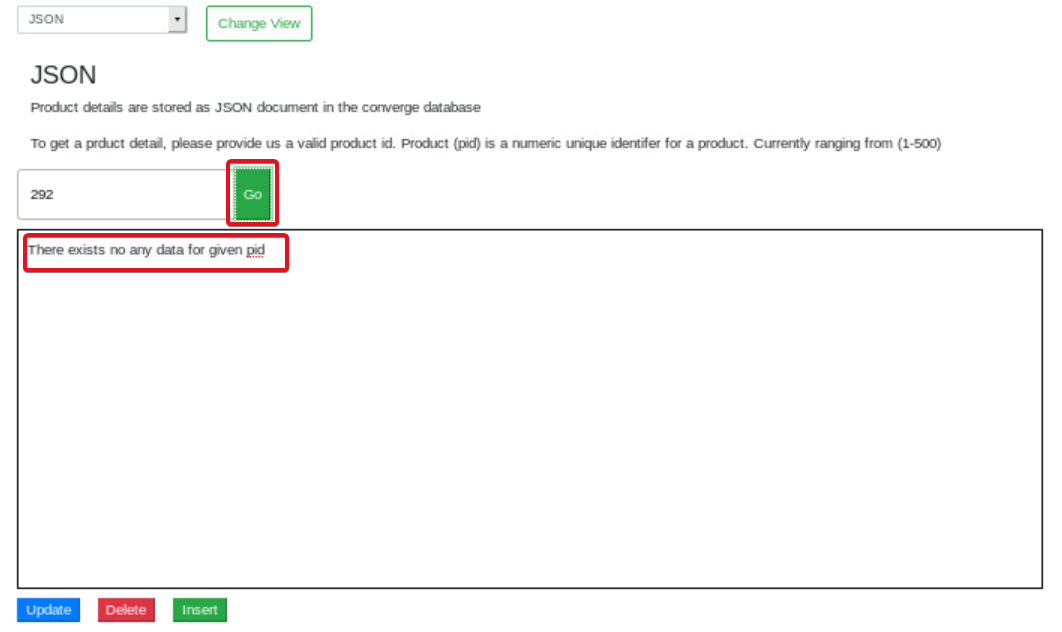 JSON
Change View
JSON
Product details are stored as JSON document in the converge database
To get a prduct detail, please provide us a valid product id. Product (pid) is a numeric unique identifer for a product. Currently ranging from (1-500)
292
Go
There exists no any data for given pid
Update
Delete
Insert